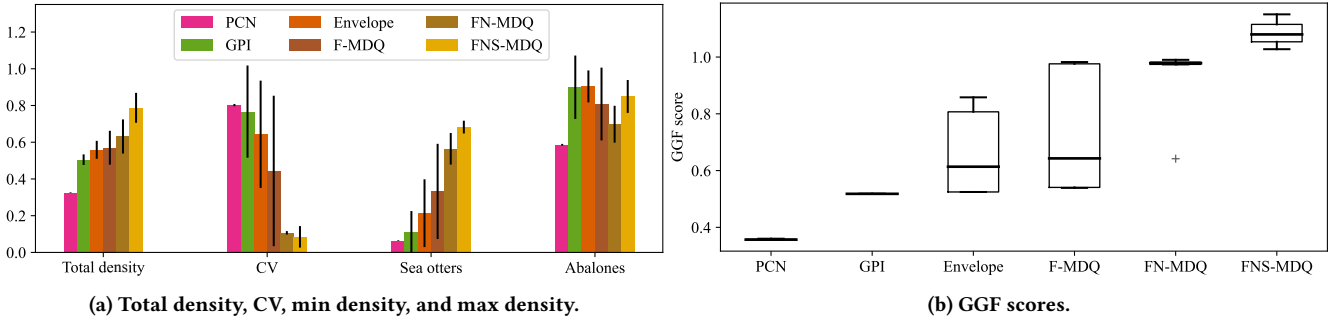 PCN Envelope FN-MDQ
GPI F-MDQ FNS-MDQ
1.2
1.0
0.8
0.6
0.4
0.2
0.0
Total density CV Sea otters Abalones
(a) Total density, CV, min density, and max density.
GGF score
1.0
0.8
0.6
0.4
PCN GPI Envelope F-MDQ FN-MDQ FNS-MDQ
(b) GGF scores.